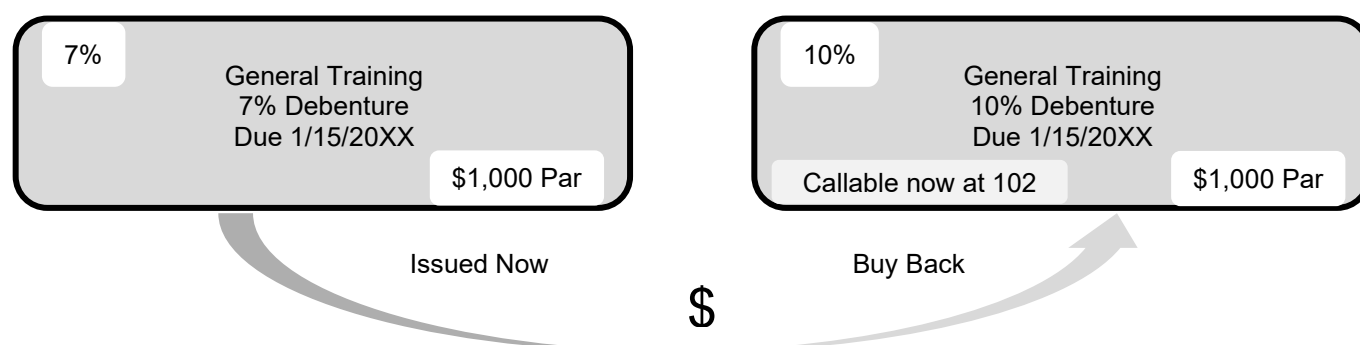 7%
General Training
7% Debenture
Due 1/15/20XX
$1,000 Par
10%
General Training
10% Debenture
Due 1/15/20XX
Callable now at 102
$1,000 Par
Issued Now
Buy Back
$